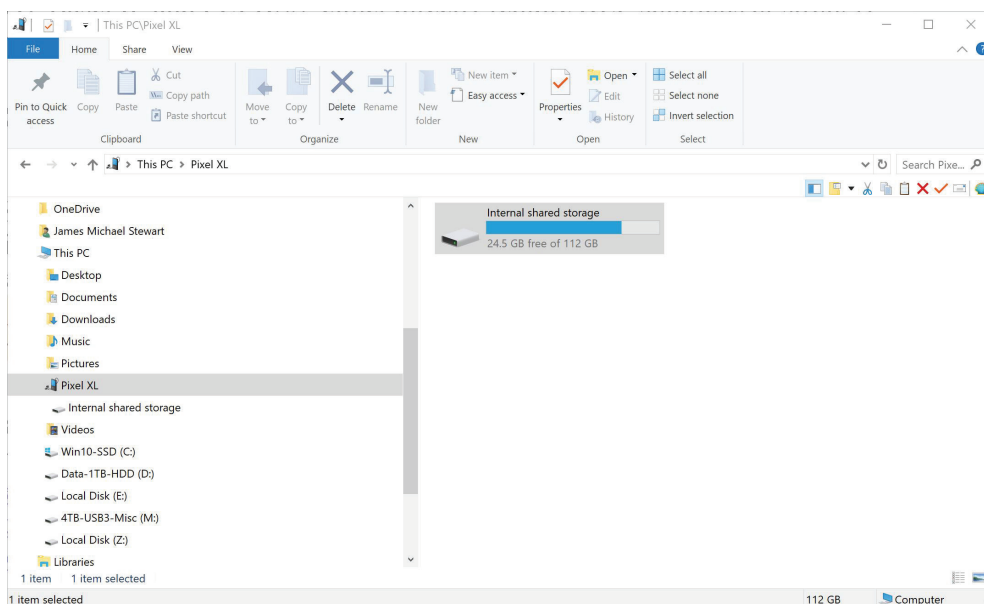 This PC\Pixel XL
File Home Share View
Pin to Quick access
Copy
Paste
Cut
Copy path
Paste shortcut
Clipboard
Move to
Copy to
Delete
Rename
Organize
New folder
New item
Easy access
New
Properties
Open
Edit
History
Open
Select all
Select none
Invert selection
Select
This PC > Pixel XL
Search Pixe...
OneDrive
James Michael Stewart
This PC
Desktop
Documents
Downloads
Music
Pictures
Pixel XL
Internal shared storage
Videos
Win10-SSD (C:)
Data-1TB-HDD (D:)
Local Disk (E:)
4TB-USB3-Misc (M:)
Local Disk (Z:)
Libraries
Internal shared storage
24.5 GB free of 112 GB
1 item 1 item selected
1 item selected
112 GB
Computer